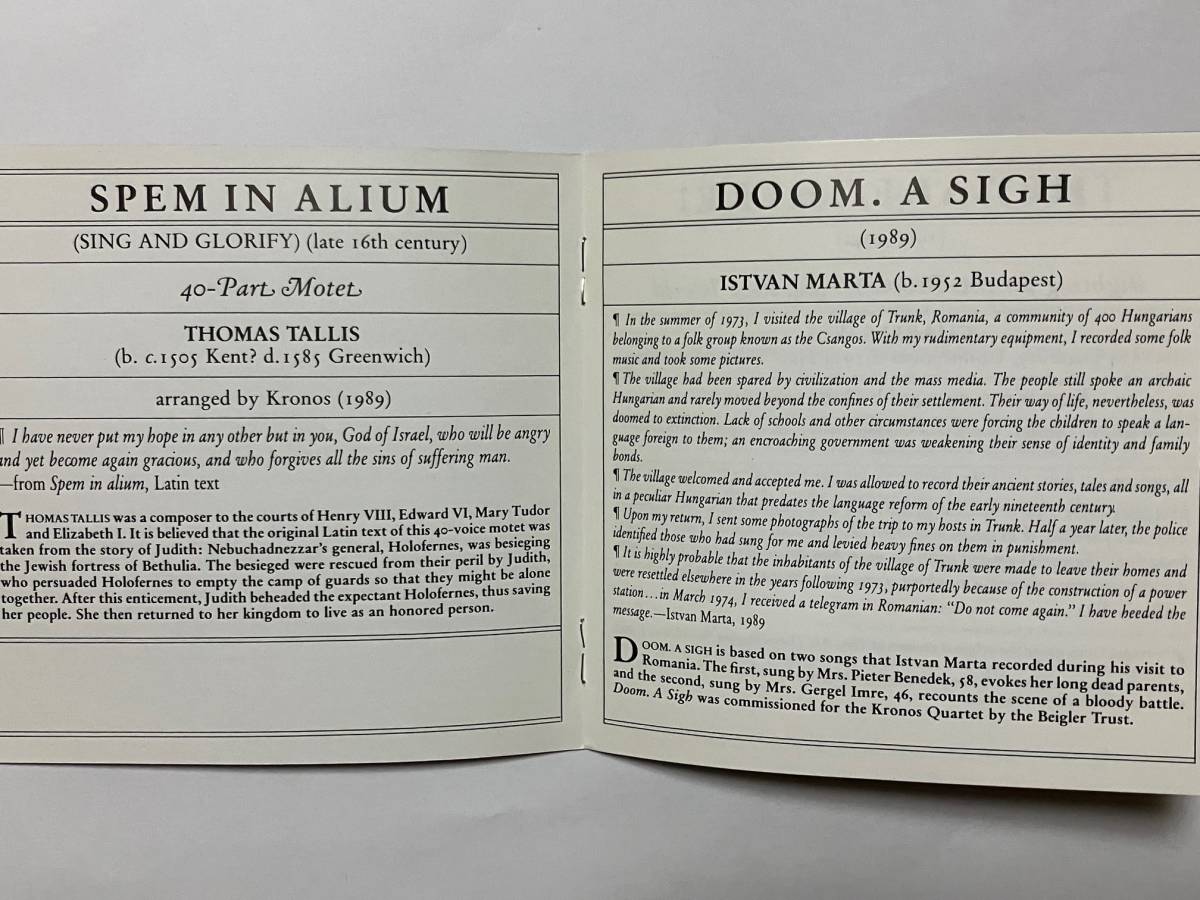 SPEM IN ALIUM
(SING AND GLORIFY) (late 16th century)
40-Part Motet
THOMAS TALLIS
(b. c.1505 Kent? d.1585 Greenwich)
arranged by Kronos (1989)
¶ I have never put my hope in any other but in you, God of Israel, who will be angry
and yet become again gracious, and who forgives all the sins of suffering man.
—from Spem in alium, Latin text
THOMAS TALLIS was a composer to the courts of Henry VIII, Edward VI, Mary Tudor
and Elizabeth I. It is believed that the original Latin text of this 40-voice motet was
taken from the story of Judith: Nebuchadnezzar's general, Holofernes, was besieging
the Jewish fortress of Bethulia. The besieged were rescued from their peril by Judith,
who persuaded Holofernes to empty the camp of guards so that they might be alone
together. After this enticement, Judith beheaded the expectant Holofernes, thus saving
her people. She then returned to her kingdom to live as an honored person.
DOOM. A SIGH
(1989)
ISTVAN MARTA (b.1952 Budapest)
¶ In the summer of 1973, I visited the village of Trunk, Romania, a community of 400 Hungarians
belonging to a folk group known as the Csangos. With my rudimentary equipment, I recorded some folk
music and took some pictures.
¶ The village had been spared by civilization and the mass media. The people still spoke an archaic
Hungarian and rarely moved beyond the confines of their settlement. Their way of life, nevertheless, was
doomed to extinction. Lack of schools and other circumstances were forcing the children to speak a lan-
guage foreign to them; an encroaching government was weakening their sense of identity and family
bonds.
¶ The village welcomed and accepted me. I was allowed to record their ancient stories, tales and songs, all
in a peculiar Hungarian that predates the language reform of the early nineteenth century.
¶ Upon my return, I sent some photographs of the trip to my hosts in Trunk. Half a year later, the police
identified those who had sung for me and levied heavy fines on them in punishment.
¶ It is highly probable that the inhabitants of the village of Trunk were made to leave their homes and
were resettled elsewhere in the years following 1973, purportedly because of the construction of a power
station...in March 1974, I received a telegram in Romanian: “Do not come again.” I have heeded the
message.—Istvan Marta, 1989
DOOM. A SIGH is based on two songs that Istvan Marta recorded during his visit to
Romania. The first, sung by Mrs. Pieter Benedek, 58, evokes her long dead parents,
and the second, sung by Mrs. Gergel Imre, 46, recounts the scene of a bloody battle.
Doom. A Sigh was commissioned for the Kronos Quartet by the Beigler Trust.